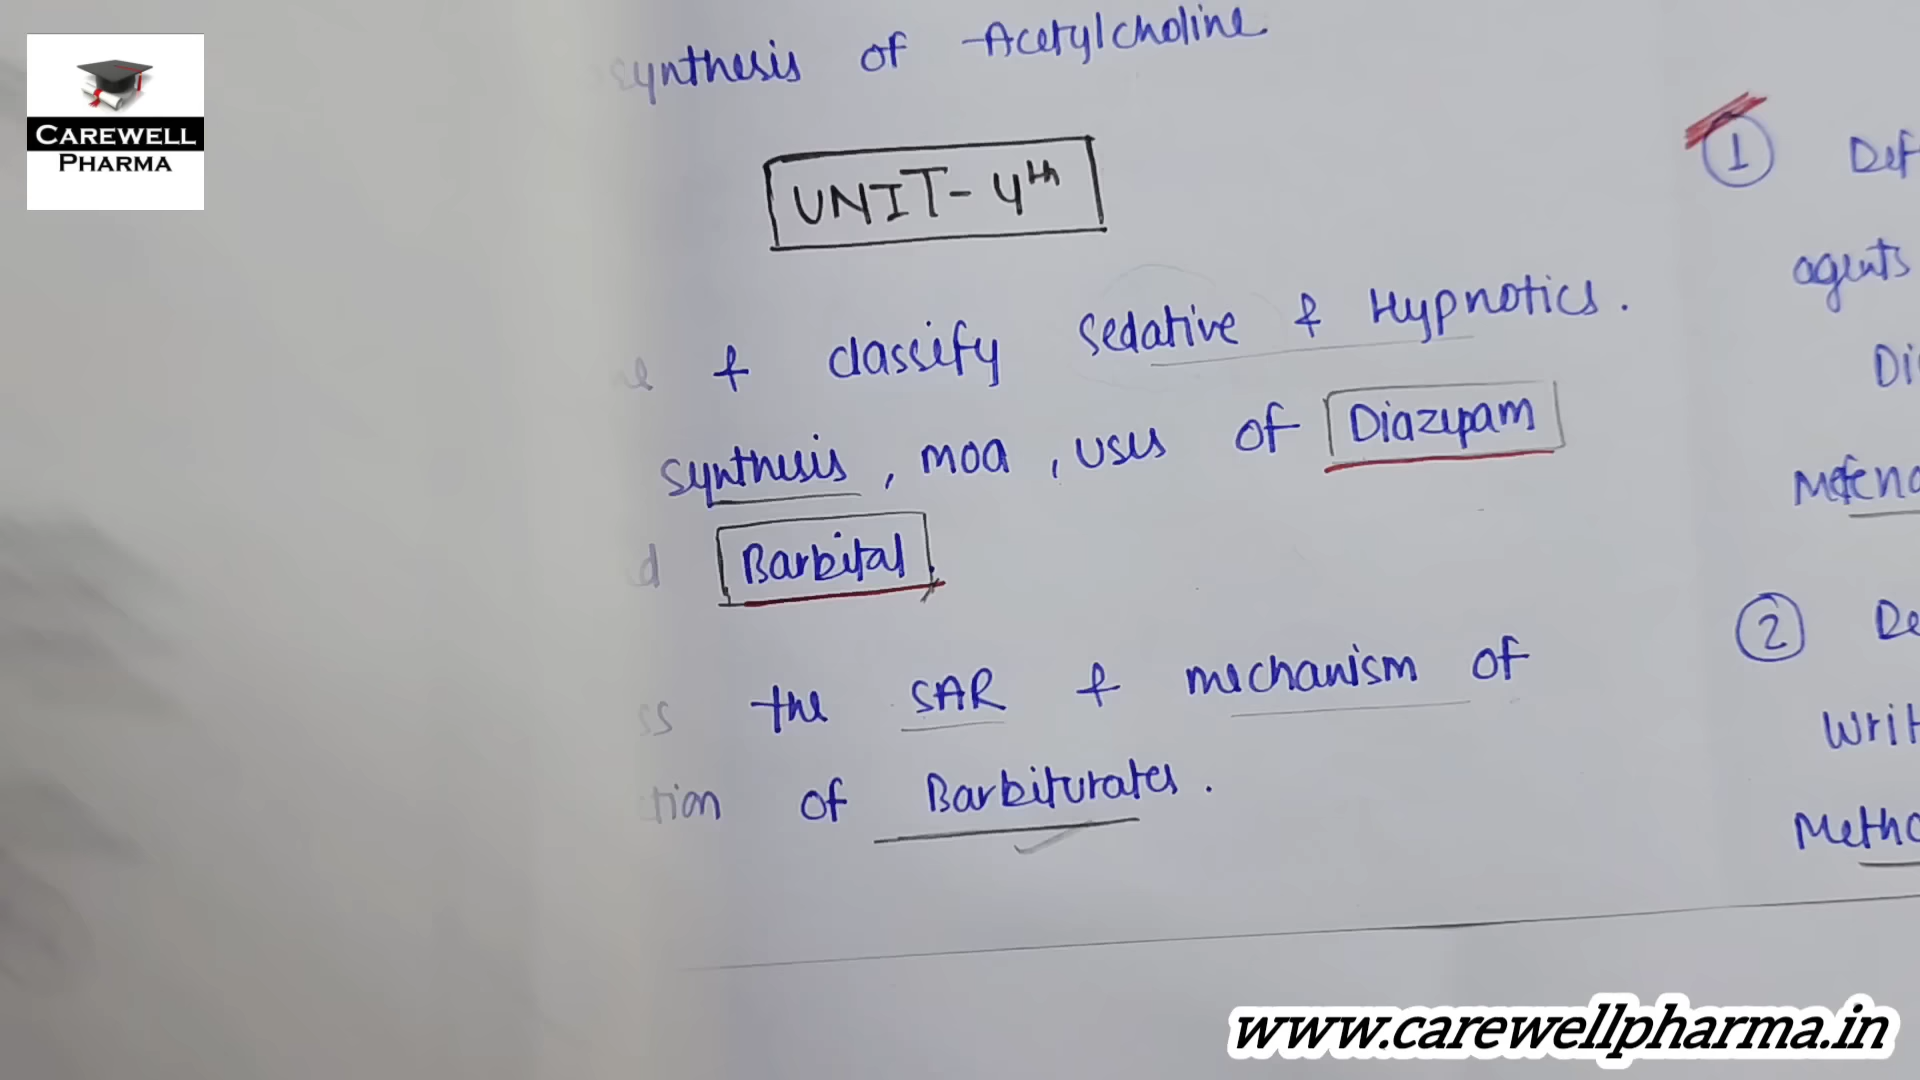 CAREWELL
PHARMA
synthesis of Acetylcholine
UNIT-4th
& classify Sedative & Hypnotics.
synthesis, moa, uses of Diazepam
Barbital.
the SAR & mechanism of
tion of Barbiturates.
1 Def
agents
Di
Mefena
2 De
Writ
Metho
www.carewellpharma.in